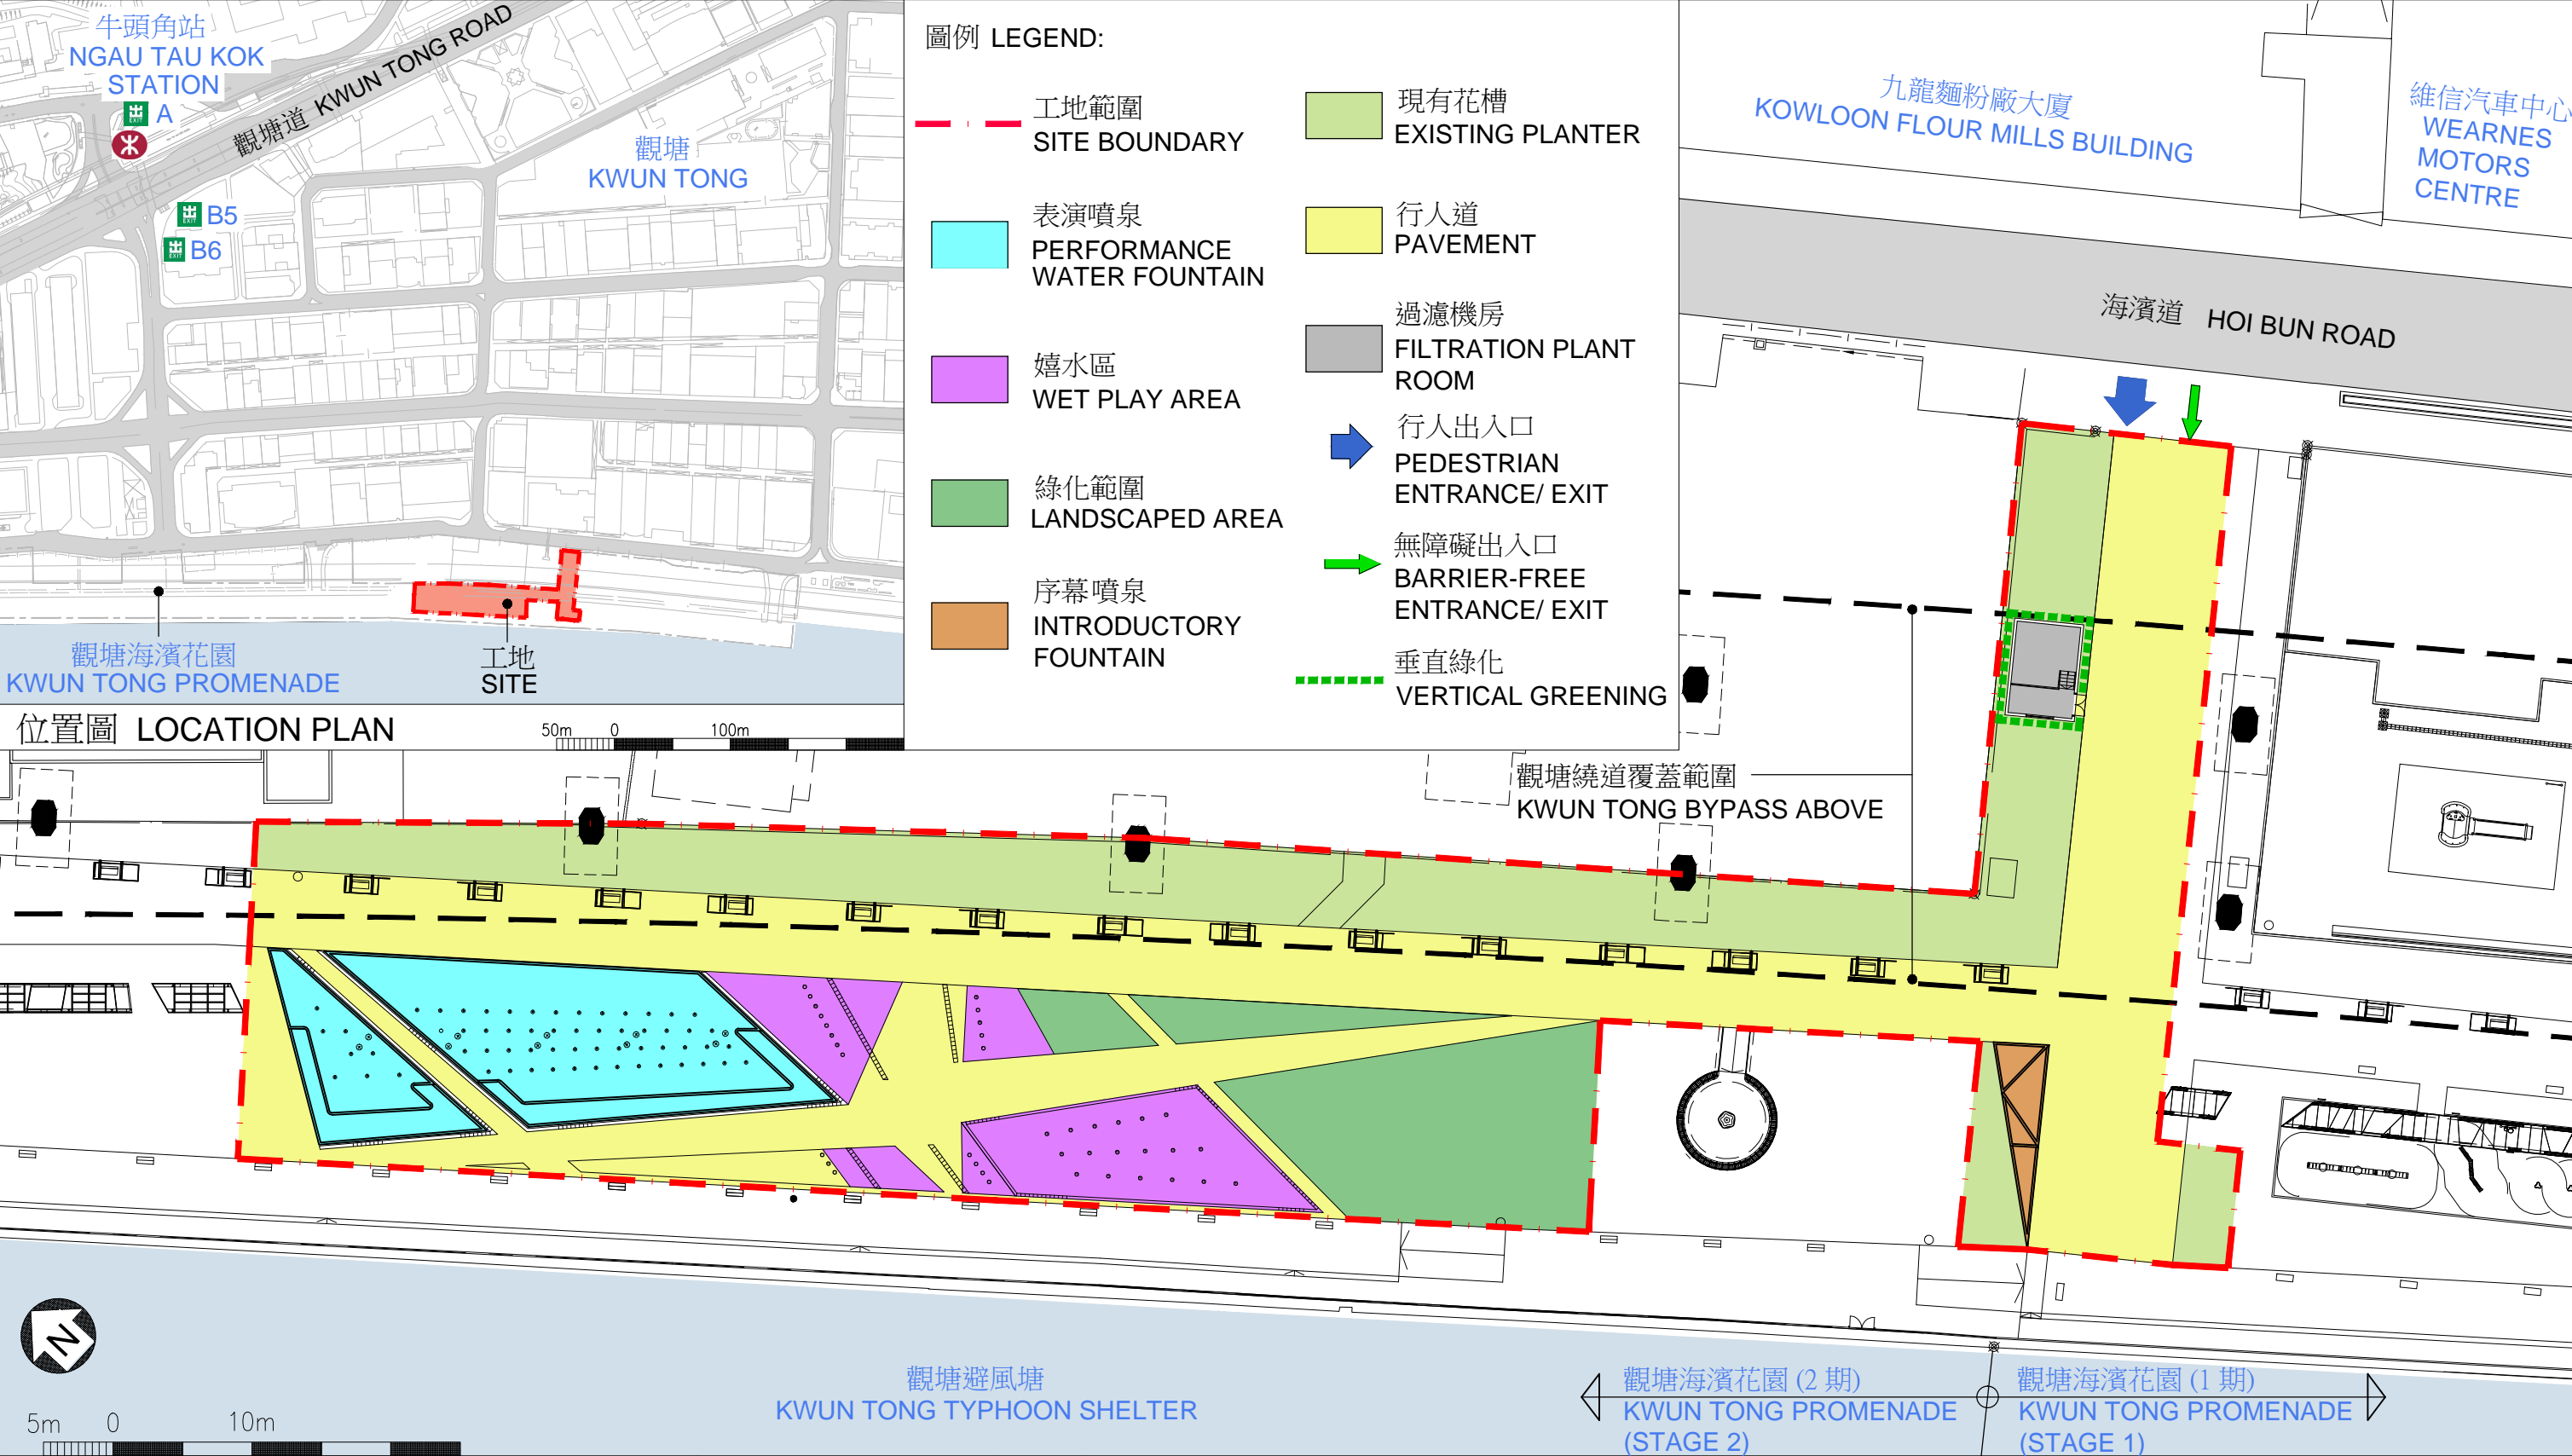 牛頭角站
NGAU TAU KOK
STATION
A
觀塘道 KWUN TONG ROAD
觀塘
KWUN TONG
B5
B6
觀塘海濱花園
KWUN TONG PROMENADE
工地
SITE
位置圖 LOCATION PLAN
50m 0 100m
圖例 LEGEND:
工地範圍
SITE BOUNDARY
表演噴泉
PERFORMANCE
WATER FOUNTAIN
嬉水區
WET PLAY AREA
綠化範圍
LANDSCAPED AREA
序幕噴泉
INTRODUCTORY
FOUNTAIN
現有花槽
EXISTING PLANTER
行人道
PAVEMENT
過濾機房
FILTRATION PLANT
ROOM
行人出入口
PEDESTRIAN
ENTRANCE/ EXIT
無障礙出入口
BARRIER-FREE
ENTRANCE/ EXIT
垂直綠化
VERTICAL GREENING
九龍麵粉廠大廈
KOWLOON FLOUR MILLS BUILDING
維信汽車中心
WEARNES
MOTORS
CENTRE
海濱道 HOI BUN ROAD
觀塘繞道覆蓋範圍
KWUN TONG BYPASS ABOVE
N
5m 0 10m
觀塘避風塘
KWUN TONG TYPHOON SHELTER
觀塘海濱花園 (2 期)
KWUN TONG PROMENADE
(STAGE 2)
觀塘海濱花園 (1 期)
KWUN TONG PROMENADE
(STAGE 1)